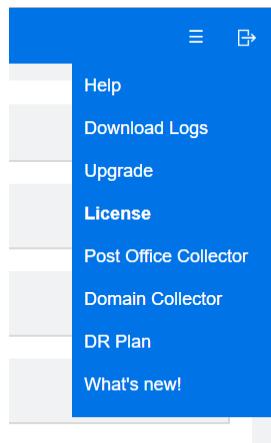 Help
Download Logs
Upgrade
License
Post Office Collector
Domain Collector
DR Plan
What's new!